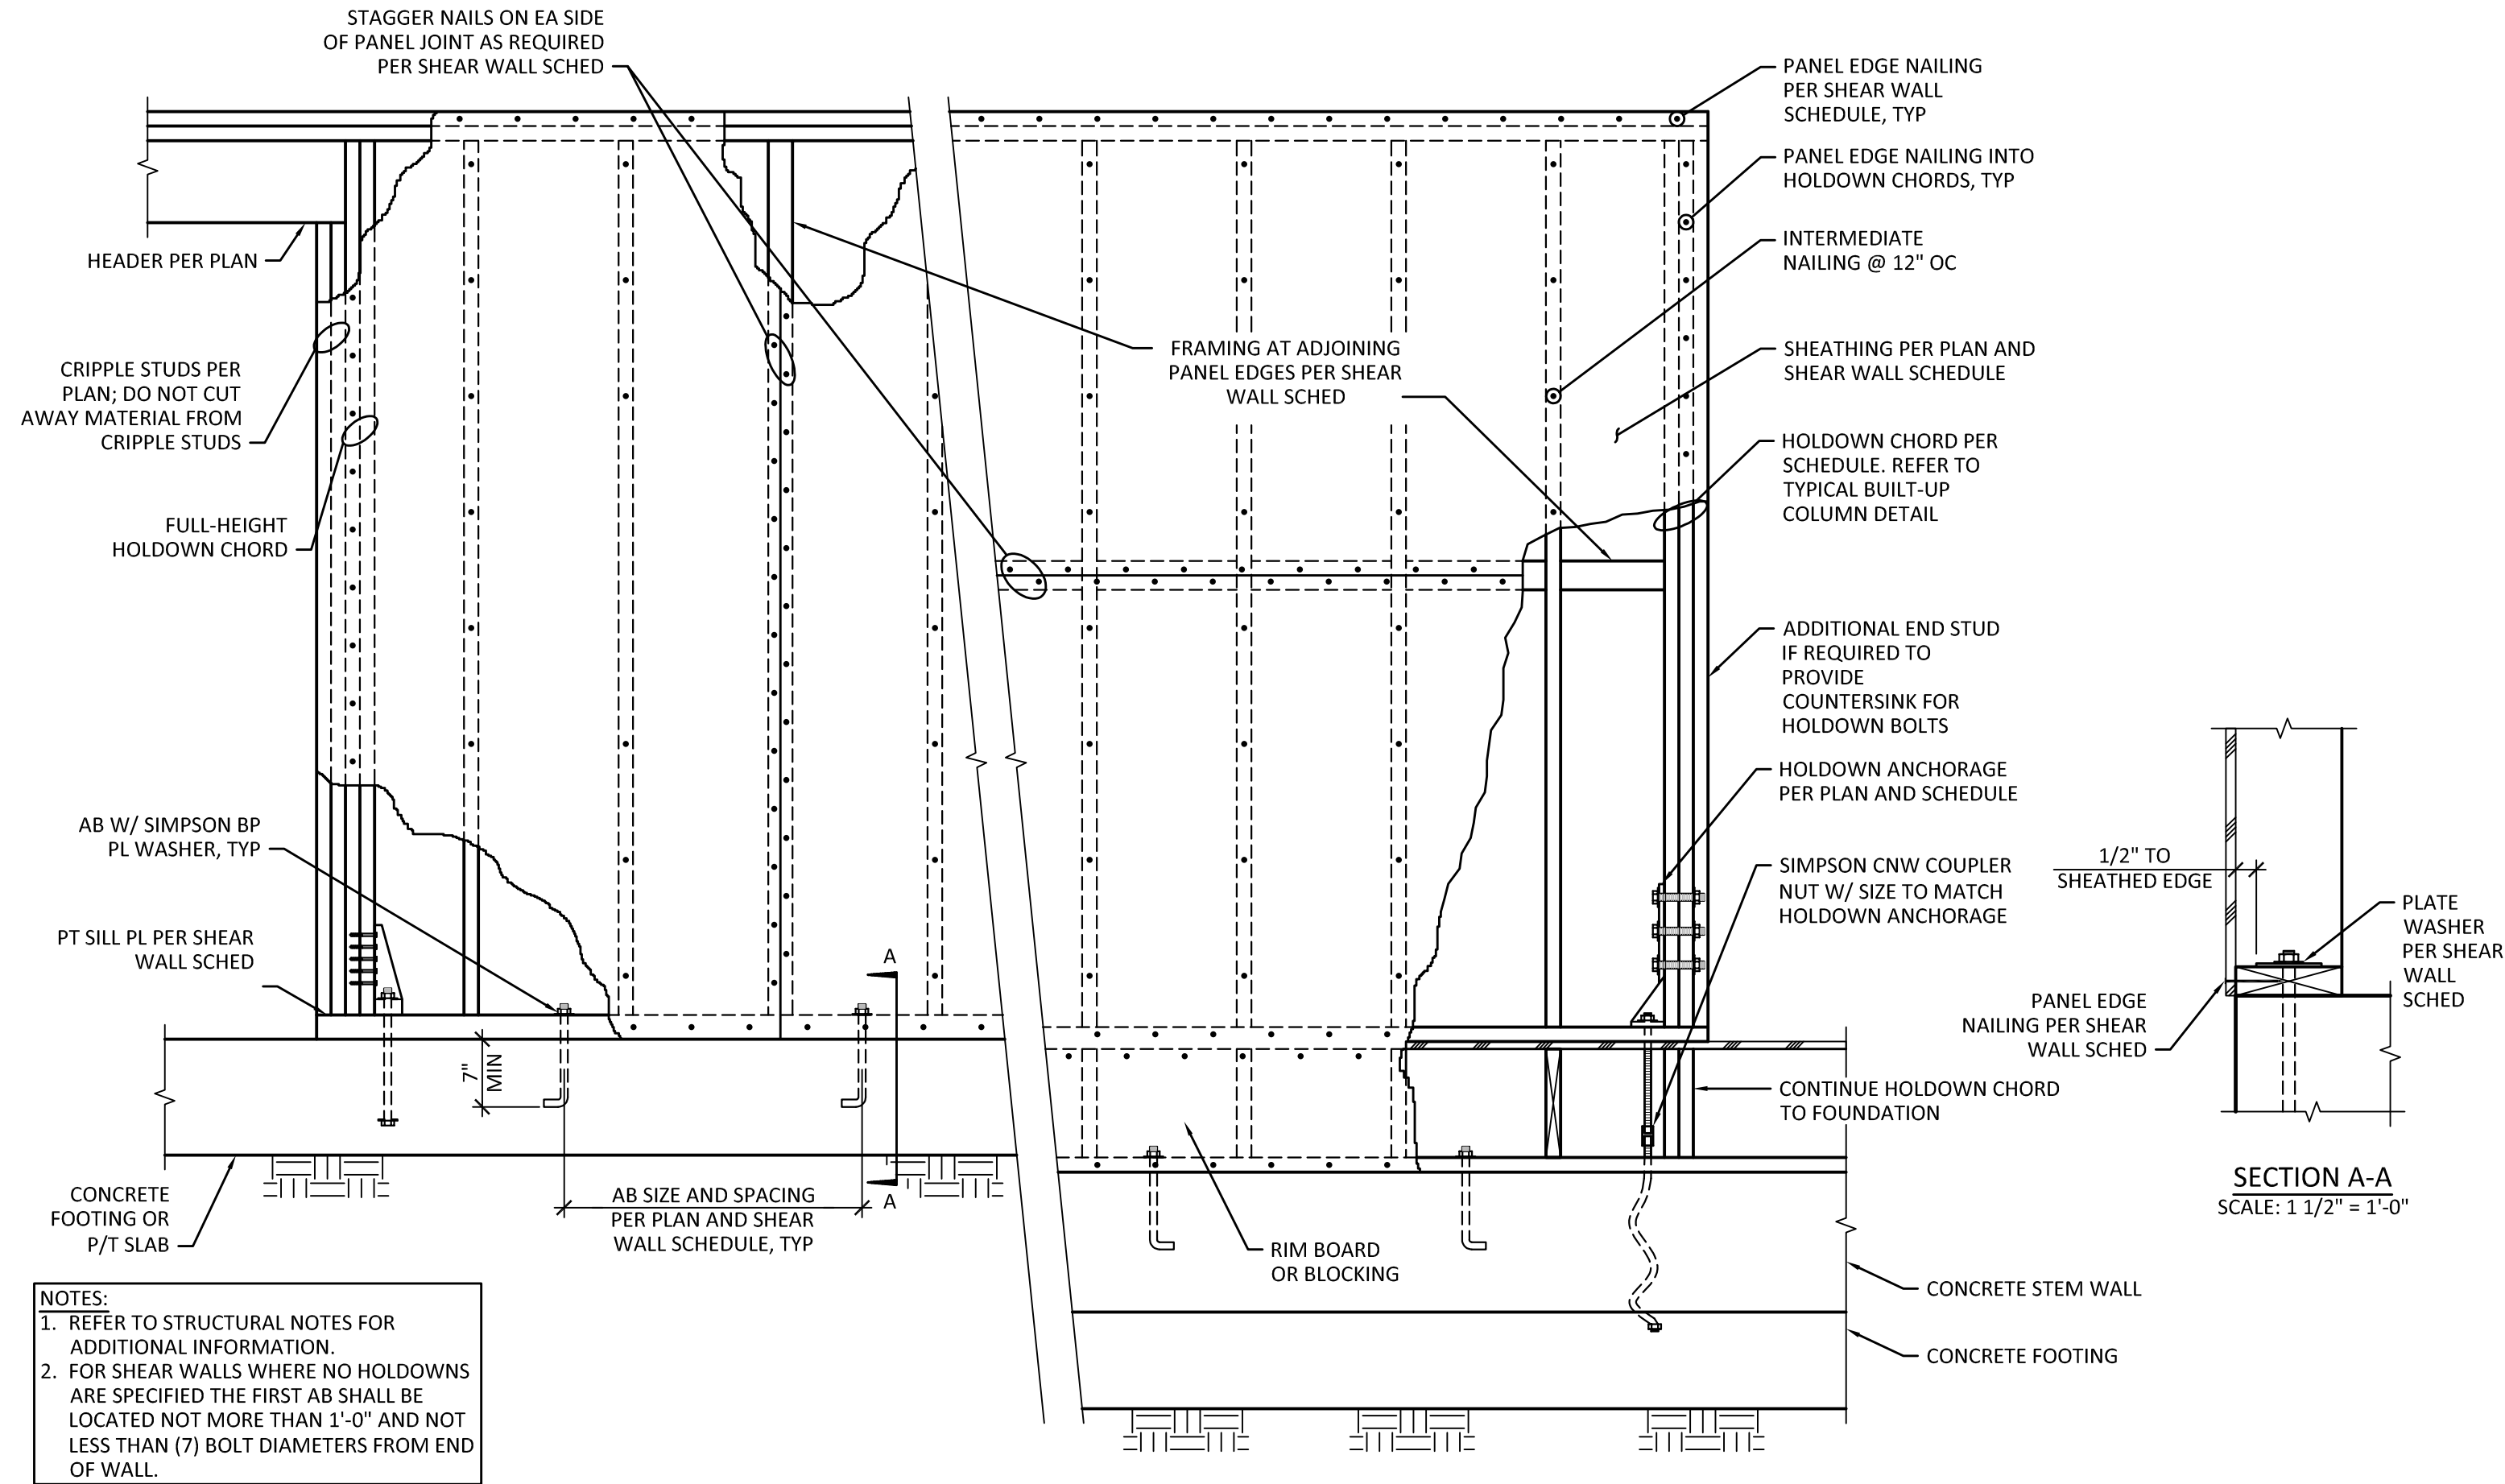 STAGGER NAILS ON EA SIDE
OF PANEL JOINT AS REQUIRED
PER SHEAR WALL SCHED
HEADER PER PLAN
CRIPPLE STUDS PER
PLAN; DO NOT CUT
AWAY MATERIAL FROM
CRIPPLE STUDS
FULL-HEIGHT
HOLDOWN CHORD
AB W/ SIMPSON BP
PL WASHER, TYP
PT SILL PL PER SHEAR
WALL SCHED
7"
MIN
A
A
CONCRETE
FOOTING OR
P/T SLAB
AB SIZE AND SPACING
PER PLAN AND SHEAR
WALL SCHEDULE, TYP
FRAMING AT ADJOINING
PANEL EDGES PER SHEAR
WALL SCHED
PANEL EDGE NAILING
PER SHEAR WALL
SCHEDULE, TYP
PANEL EDGE NAILING INTO
HOLDOWN CHORDS, TYP
INTERMEDIATE
NAILING @ 12" OC
SHEATHING PER PLAN AND
SHEAR WALL SCHEDULE
HOLDOWN CHORD PER
SCHEDULE. REFER TO
TYPICAL BUILT-UP
COLUMN DETAIL
ADDITIONAL END STUD
IF REQUIRED TO
PROVIDE
COUNTERSINK FOR
HOLDOWN BOLTS
HOLDOWN ANCHORAGE
PER PLAN AND SCHEDULE
SIMPSON CNW COUPLER
NUT W/ SIZE TO MATCH
HOLDOWN ANCHORAGE
CONTINUE HOLDOWN CHORD
TO FOUNDATION
RIM BOARD
OR BLOCKING
CONCRETE STEM WALL
CONCRETE FOOTING
1/2" TO
SHEATHED EDGE
PLATE
WASHER
PER SHEAR
WALL
SCHED
PANEL EDGE
NAILING PER SHEAR
WALL SCHED
SECTION A-A
SCALE: 1 1/2" = 1'-0"
NOTES:
1. REFER TO STRUCTURAL NOTES FOR
ADDITIONAL INFORMATION.
2. FOR SHEAR WALLS WHERE NO HOLDOWNS
ARE SPECIFIED THE FIRST AB SHALL BE
LOCATED NOT MORE THAN 1'-0" AND NOT
LESS THAN (7) BOLT DIAMETERS FROM END
OF WALL.